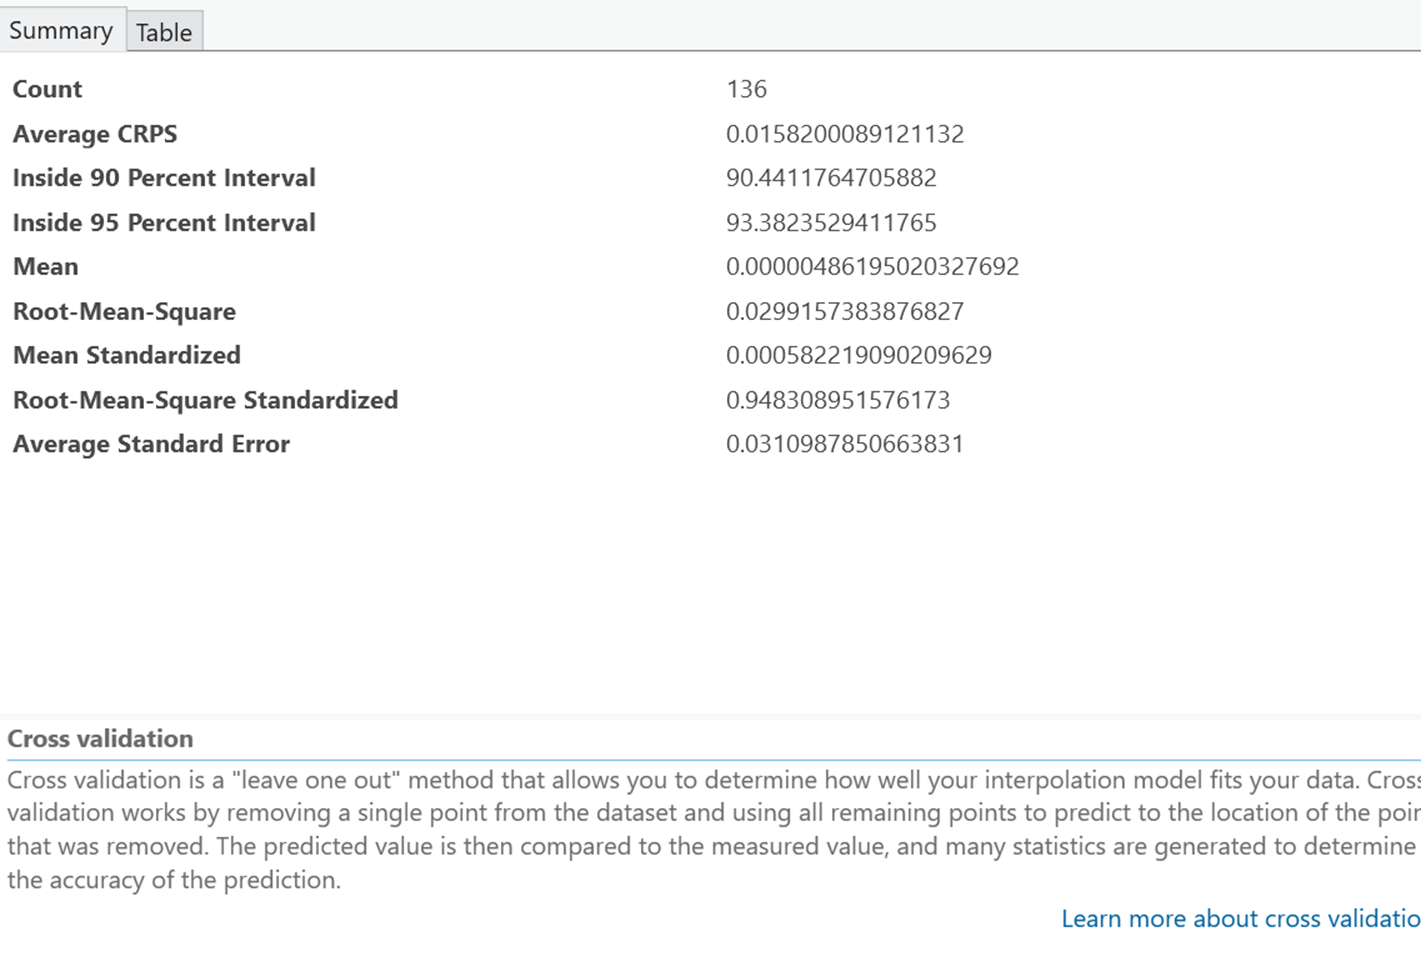 Summary Table
Count 136
Average CRPS 0.0158200089121132
Inside 90 Percent Interval 90.4411764705882
Inside 95 Percent Interval 93.3823529411765
Mean 0.00000486195020327692
Root-Mean-Square 0.0299157383876827
Mean Standardized 0.000582219090209629
Root-Mean-Square Standardized 0.948308951576173
Average Standard Error 0.0310987850663831
Cross validation
Cross validation is a "leave one out" method that allows you to determine how well your interpolation model fits your data. Cross
validation works by removing a single point from the dataset and using all remaining points to predict to the location of the poin
that was removed. The predicted value is then compared to the measured value, and many statistics are generated to determine
the accuracy of the prediction.
Learn more about cross validatio